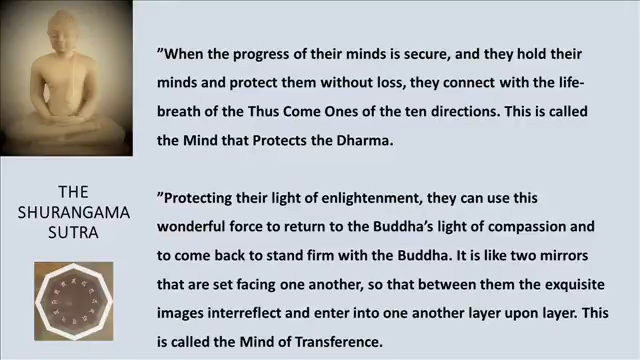 THE
SHURANGAMA
SUTRA
”When the progress of their minds is secure, and they hold their
minds and protect them without loss, they connect with the life-
breath of the Thus Come Ones of the ten directions. This is called
the Mind that Protects the Dharma.
”Protecting their light of enlightenment, they can use this
wonderful force to return to the Buddha’s light of compassion and
to come back to stand firm with the Buddha. It is like two mirrors
that are set facing one another, so that between them the exquisite
images interreflect and enter into one another layer upon layer. This
is called the Mind of Transference.